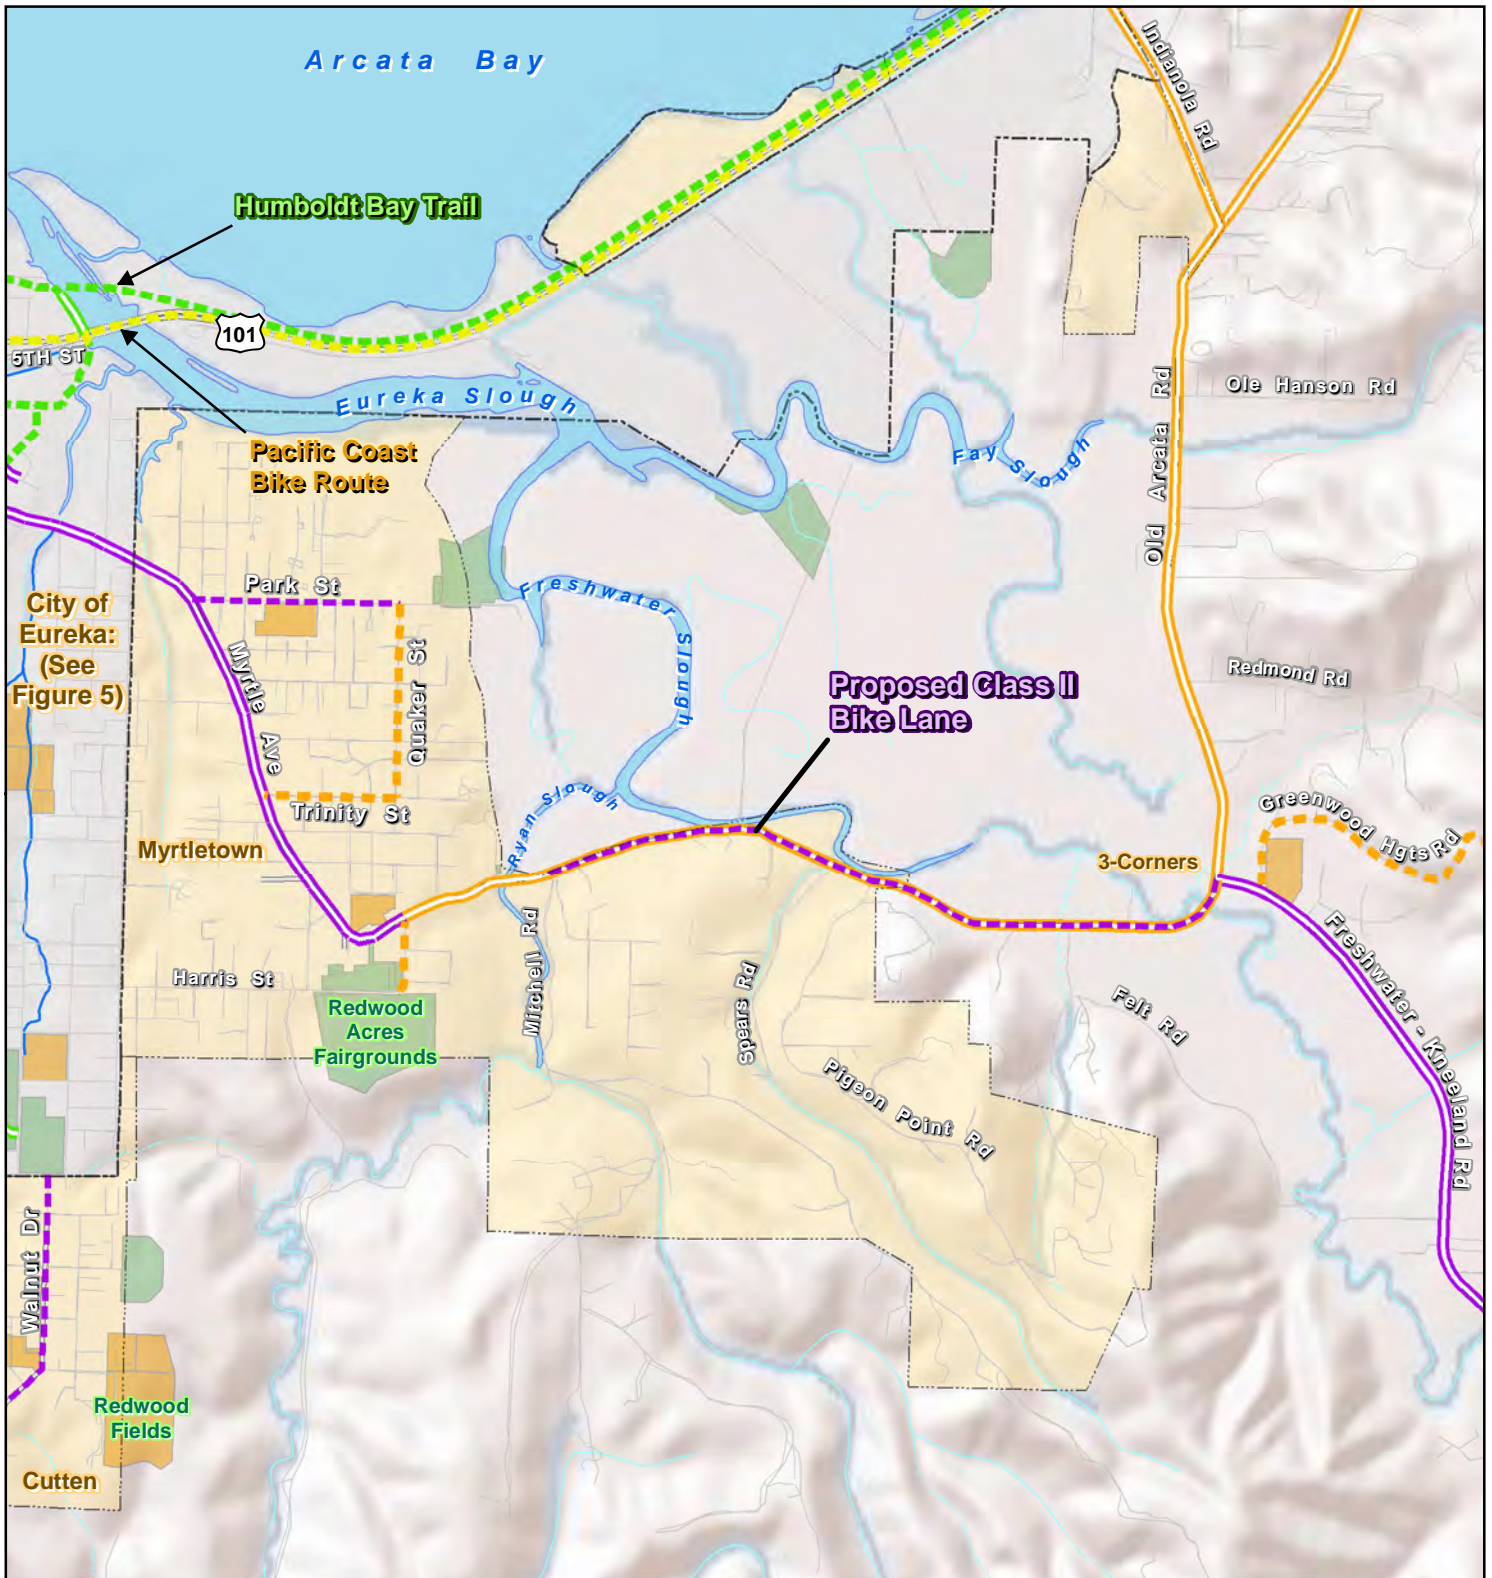 Arcata Bay
Indianola Rd
Humboldt Bay Trail
101
5TH ST
Eureka Slough
Ole Hanson Rd
Old Arcata Rd
Pacific Coast
Bike Route
Fay Slough
Park St
Freshwater Slough
City of
Eureka:
(See
Figure 5)
Myrtle Ave
Quaker St
Redmond Rd
Proposed Class II
Bike Lane
Trinity St
Ryan Slough
Greenwood Hgts Rd
Myrtletown
3-Corners
Harris St
Mitchell Rd
Spears Rd
Felt Rd
Freshwater - Kneeland Rd
Redwood
Acres
Fairgrounds
Pigeon Point Rd
Walnut Dr
Redwood
Fields
Cutten